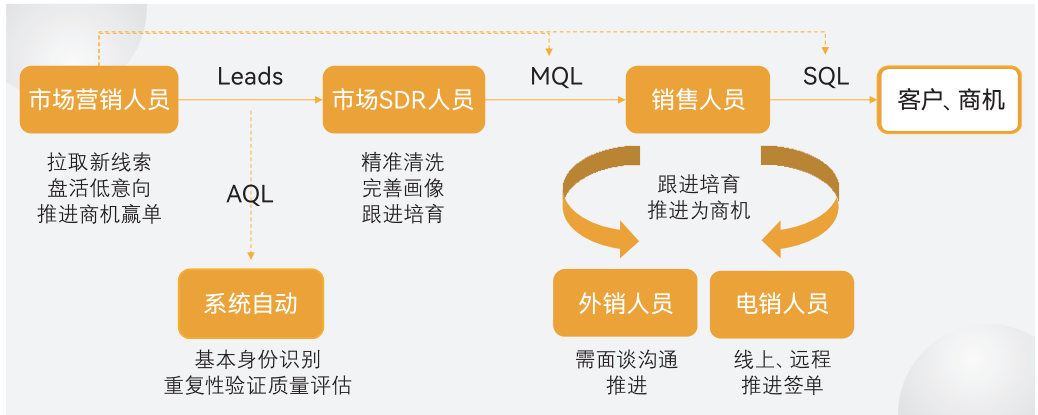 Leads
MQL
SQL
市场营销人员
市场SDR人员
销售人员
客户、商机
拉取新线索
盘活低意向
推进商机赢单
AQL
精准清洗
完善画像
跟进培育
跟进培育
推进为商机
系统自动
外销人员
电销人员
基本身份识别
重复性验证质量评估
需面谈沟通
推进
线上、远程
推进签单